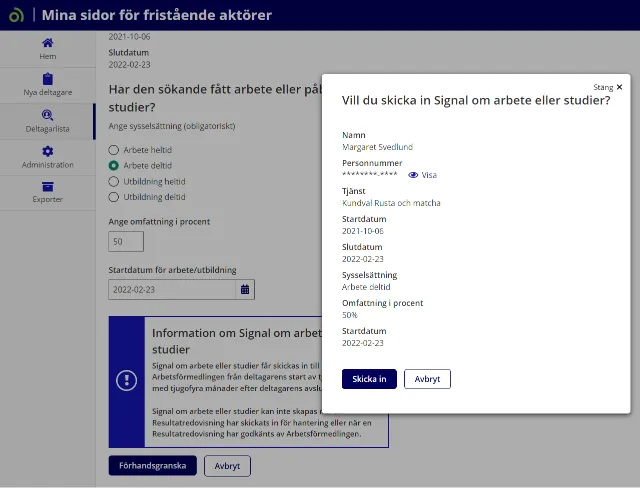 Mina sidor för fristående aktörer
Hem
Nya deltagare
Deltagarlista
Administration
Exporter
2021-10-06
Slutdatum
2022-02-23
Har den sökande fått arbete eller påb
studier?
Ange sysselsättning (obligatoriskt)
Arbete heltid
Arbete deltid
Utbildning heltid
Utbildning deltid
Ange omfattning i procent
50
Startdatum för arbete/utbildning
2022-02-23
Information om Signal om arbet
studier
Signal om arbete eller studier får skickas in till
Arbetsförmedlingen från deltagarens start av t
med tjugofyra månader efter deltagarens avslu
Signal om arbete eller studier kan inte skapas
Resultatredovisning har skickats in för hantering eller när en
Resultatredovisning har godkänts av Arbetsförmedlingen.
Förhandsgranska
Avbryt
Stäng
Vill du skicka in Signal om arbete eller studier?
Namn
Margaret Svedlund
Personnummer
********-**** Visa
Tjänst
Kundval Rusta och matcha
Startdatum
2021-10-06
Slutdatum
2022-02-23
Sysselsättning
Arbete deltid
Omfattning i procent
50%
Startdatum
2022-02-23
Skicka in
Avbryt